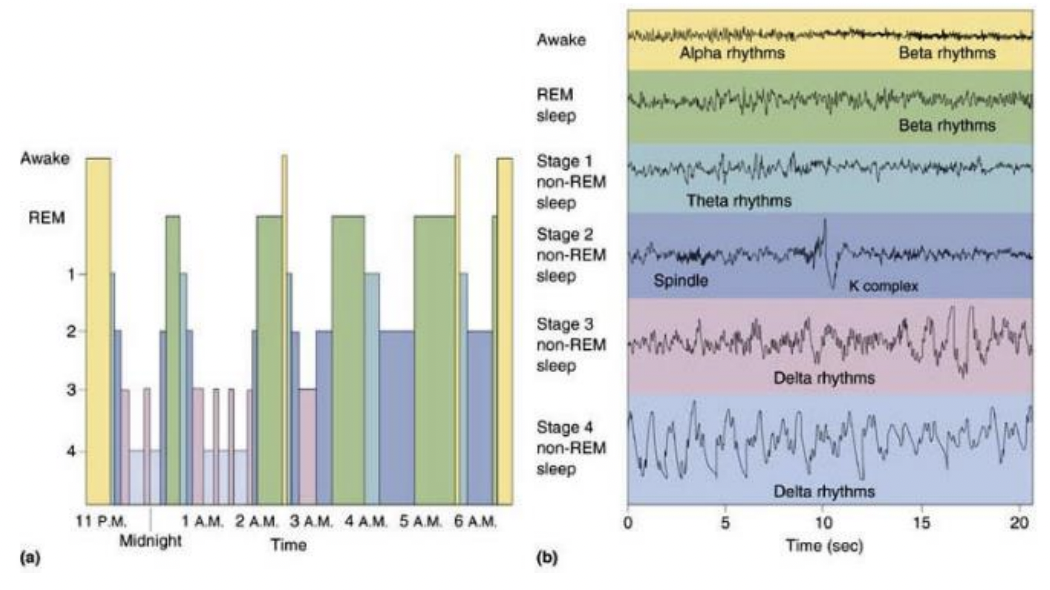 Awake
REM
1
2
3
4
11 P.M.
Midnight
1 A.M.
2 A.M.
3 A.M.
4 A.M.
5 A.M.
6 A.M.
Time
(a)
Awake
Alpha rhythms
Beta rhythms
REM
sleep
Beta rhythms
Stage 1
non-REM
sleep
Theta rhythms
Stage 2
non-REM
sleep
Spindle
K complex
Stage 3
non-REM
sleep
Delta rhythms
Stage 4
non-REM
sleep
Delta rhythms
0
5
10
15
20
Time (sec)
(b)